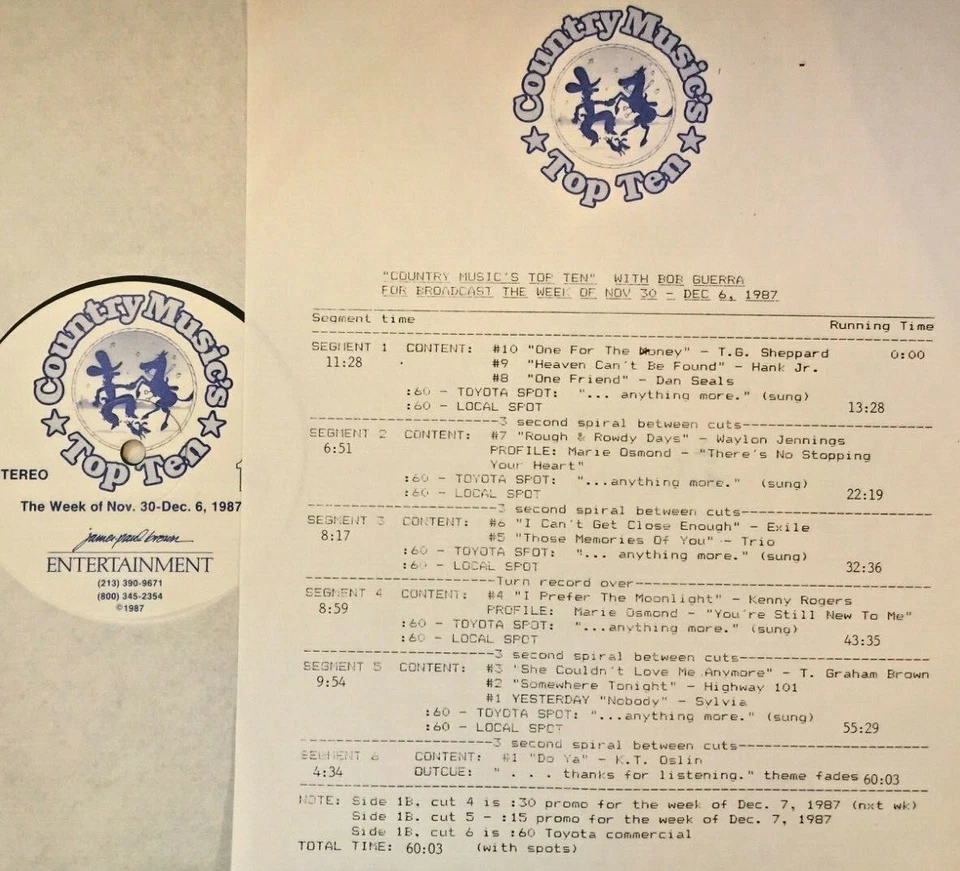 Country Music's
Top Ten
"COUNTRY MUSIC'S TOP TEN" WITH BOB GUERRA
FOR BROADCAST THE WEEK OF NOV 30 - DEC 6, 1987
Segment time Running Time
SEGMENT 1 CONTENT: #10 "One For The Money" - T.G. Sheppard 0:00
11:28 #9 "Heaven Can't Be Found" - Hank Jr.
#8 "One Friend" - Dan Seals
:60 - TOYOTA SPOT: "... anything more." (sung)
:60 - LOCAL SPOT 13:28
3 second spiral between cuts
SEGMENT 2 CONTENT: #7 "Rough & Rowdy Days" - Waylon Jennings
6:51 PROFILE: Marie Osmond - "There's No Stopping
Your Heart"
:60 - TOYOTA SPOT: "...anything more." (sung)
:60 - LOCAL SPOT 22:19
3 second spiral between cuts
SEGMENT 3 CONTENT: #6 "I Can't Get Close Enough" - Exile
8:17 #5 "Those Memories Of You" - Trio
:60 - TOYOTA SPOT: "... anything more." (sung)
:60 - LOCAL SPOT 32:36
Turn record over
SEGMENT 4 CONTENT: #4 "I Prefer The Moonlight" - Kenny Rogers
8:59 PROFILE: Marie Osmond - "You're Still New To Me"
:60 - TOYOTA SPOT: "...anything more." (sung)
:60 - LOCAL SPOT 43:35
3 second spiral between cuts
SEGMENT 5 CONTENT: #3 "She Couldn't Love Me Anymore" - T. Graham Brown
9:54 #2 "Somewhere Tonight" - Highway 101
#1 YESTERDAY "Nobody" - Sylvia
:60 - TOYOTA SPOT: "...anything more." (sung)
:60 - LOCAL SPOT 55:29
3 second spiral between cuts
SEGMENT 6 CONTENT: #1 "Do Ya" - K.T. Oslin
4:34 OUTCUE: " . . . thanks for listening." theme fades 60:03
NOTE: Side 1B, cut 4 is :30 promo for the week of Dec. 7, 1987 (nxt wk)
Side 1B. cut 5 - :15 promo for the week of Dec. 7, 1987
Side 1B, cut 6 is :60 Toyota commercial
TOTAL TIME: 60:03 (with spots)
Country Music's
Top Ten
TEREO 1
The Week of Nov. 30-Dec. 6, 1987
james paul brown
ENTERTAINMENT
(213) 390-9671
(800) 345-2354
©1987